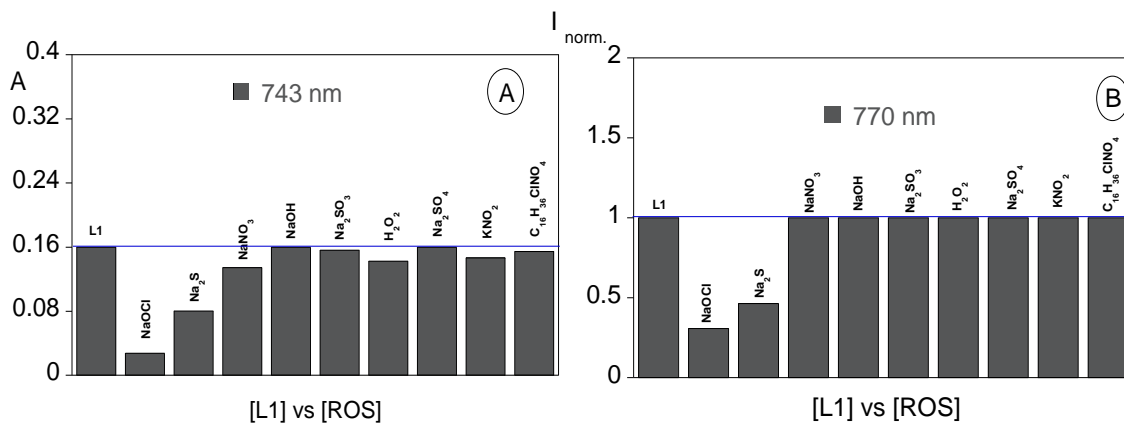 0.4
0.32
0.24
0.16
0.08
0
A
743 nm
A
L1
NaOCl
Na2S
NaNO3
NaOH
Na2SO3
H2O2
Na2SO4
KNO2
C16H36ClNO4
[L1] vs [ROS]
I norm.
2
1.5
1
0.5
0
770 nm
B
L1
NaOCl
Na2S
NaNO3
NaOH
Na2SO3
H2O2
Na2SO4
KNO2
C16H36ClNO4
[L1] vs [ROS]